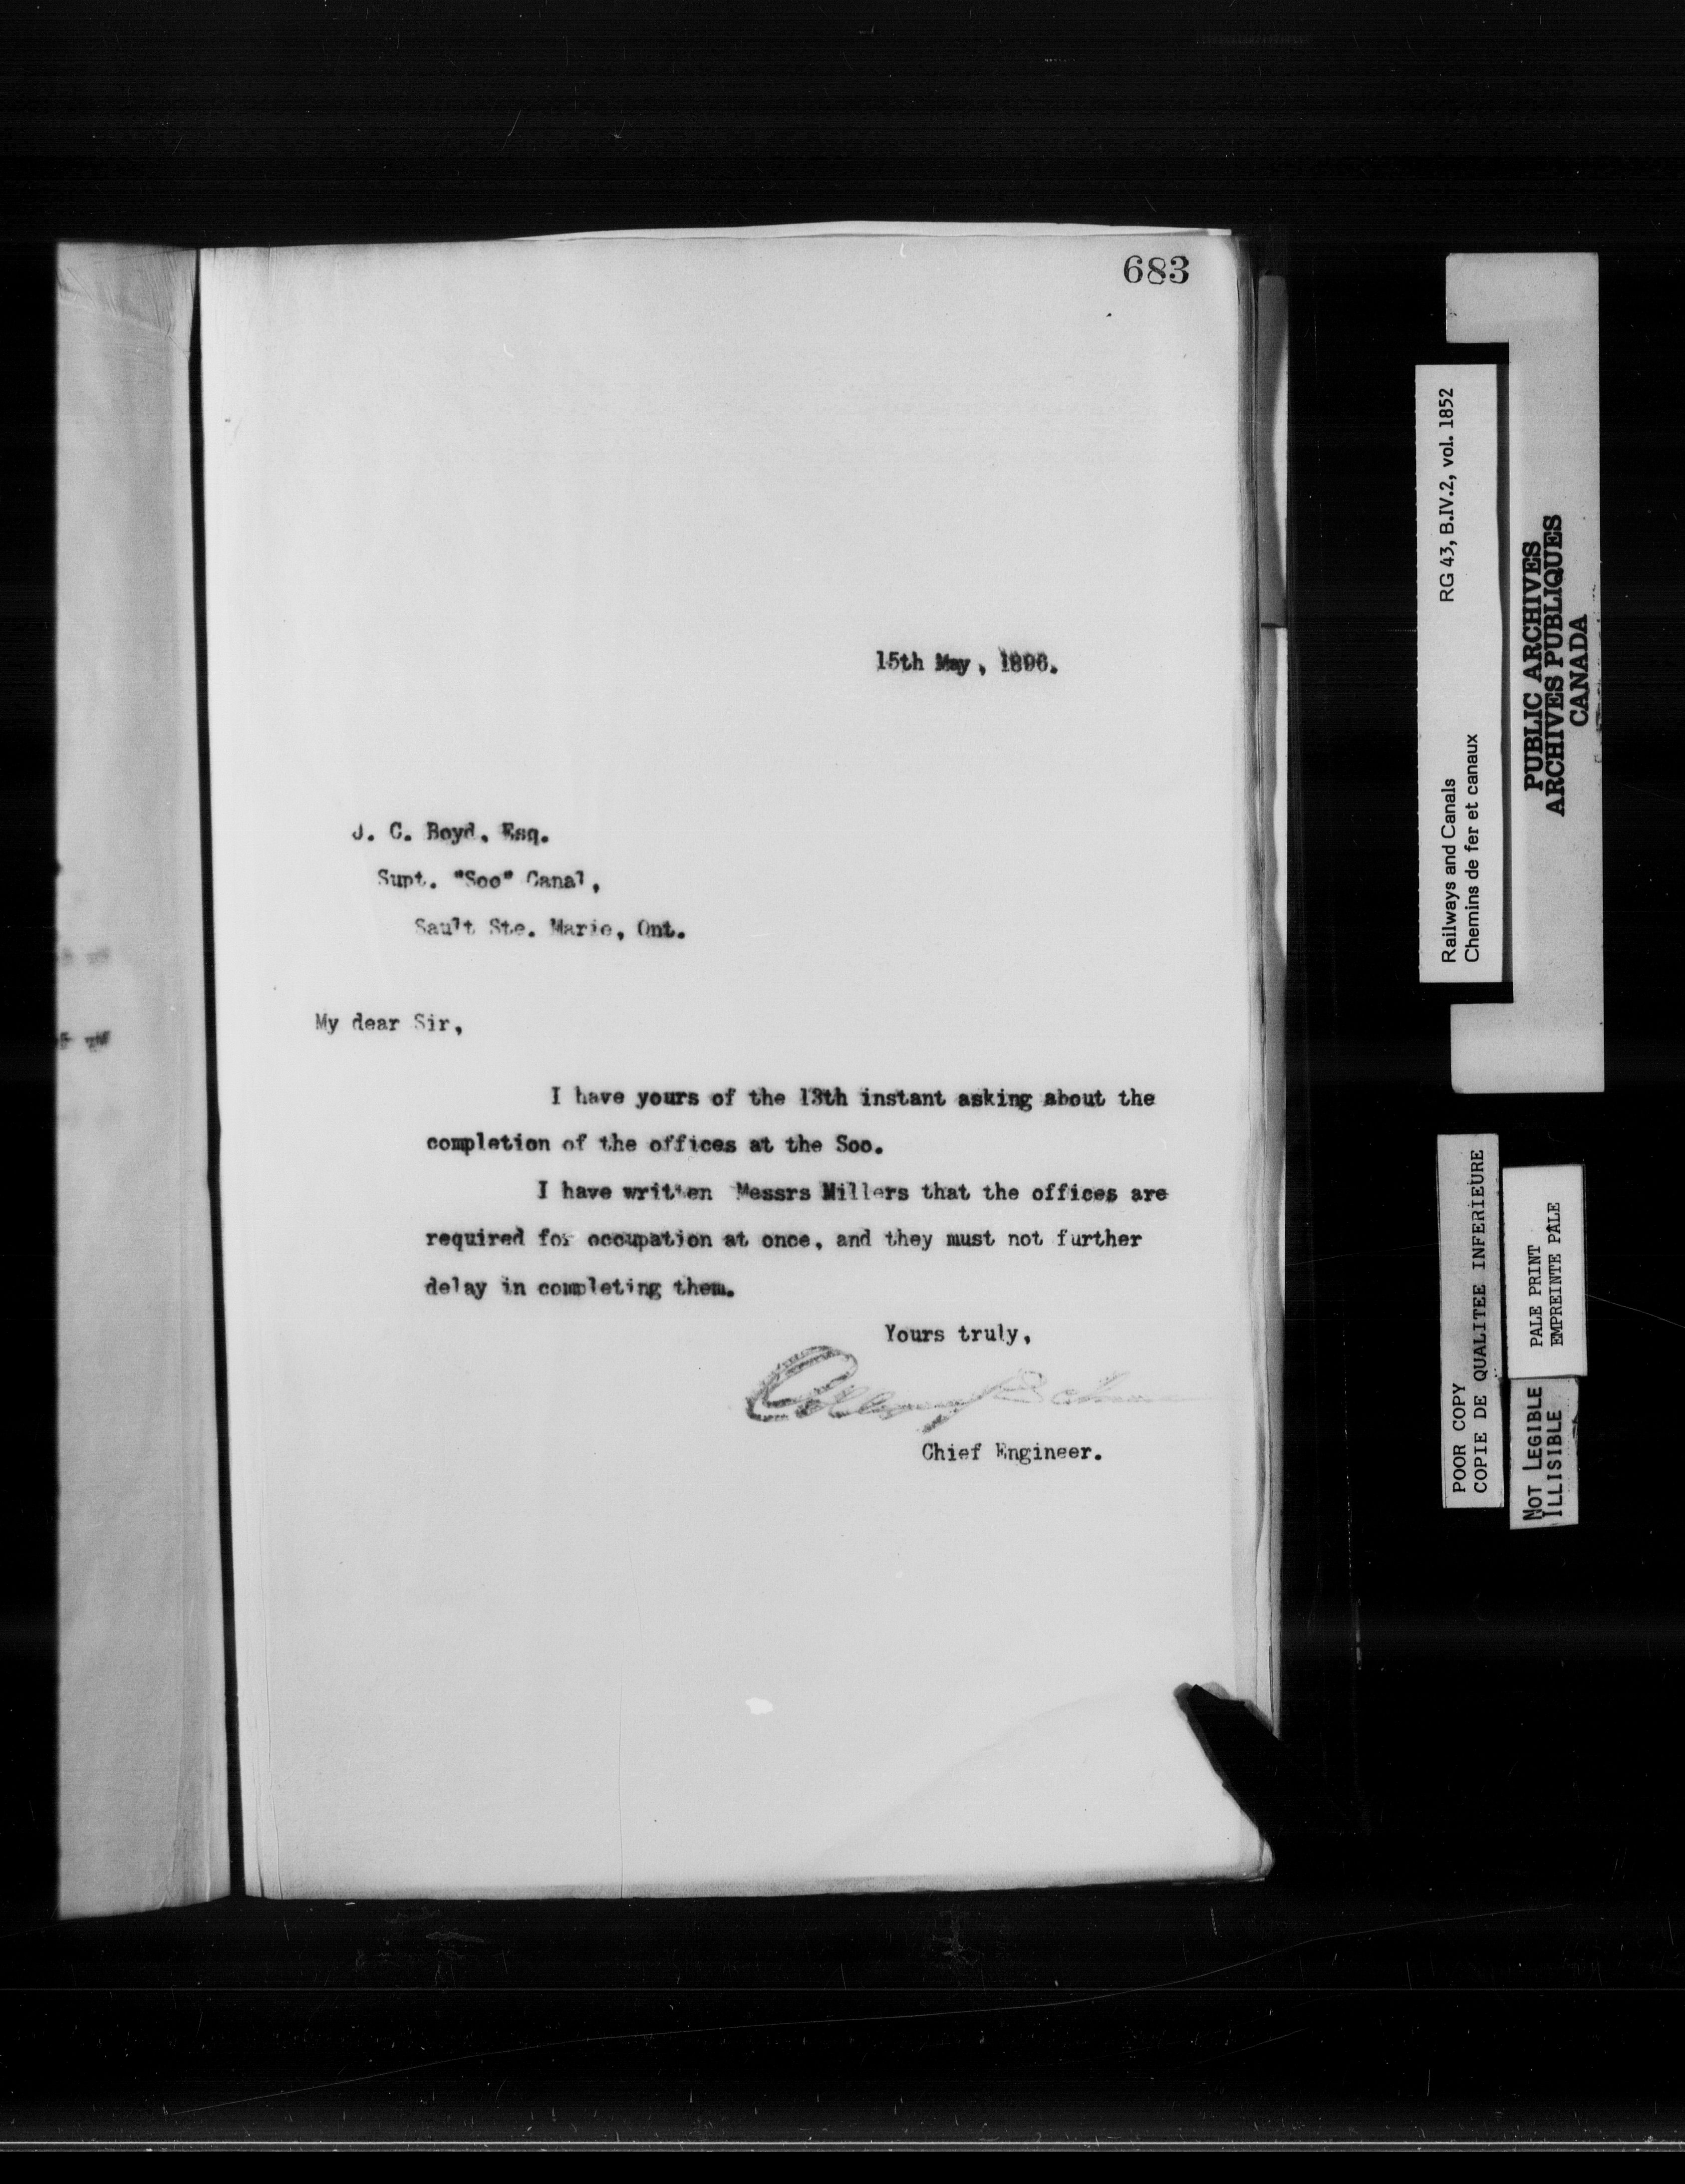 683
15th May, 1896.
J. C. Boyd, Esq.
Supt. "Soo" Canal,
Sault Ste. Marie, Ont.
My dear Sir,
I have yours of the 13th instant asking about the
completion of the offices at the Soo.
I have written Messrs Millers that the offices are
required for occupation at once, and they must not further
delay in completing them.
Yours truly,
Chief Engineer.
Railways and Canals RG 43, B.IV.2, vol. 1852
Chemins de fer et canaux
PUBLIC ARCHIVES
ARCHIVES PUBLIQUES
CANADA
POOR COPY
COPIE DE QUALITEE INFERIEURE
PALE PRINT
EMPREINTE PÂLE
NOT LEGIBLE
ILLISIBLE